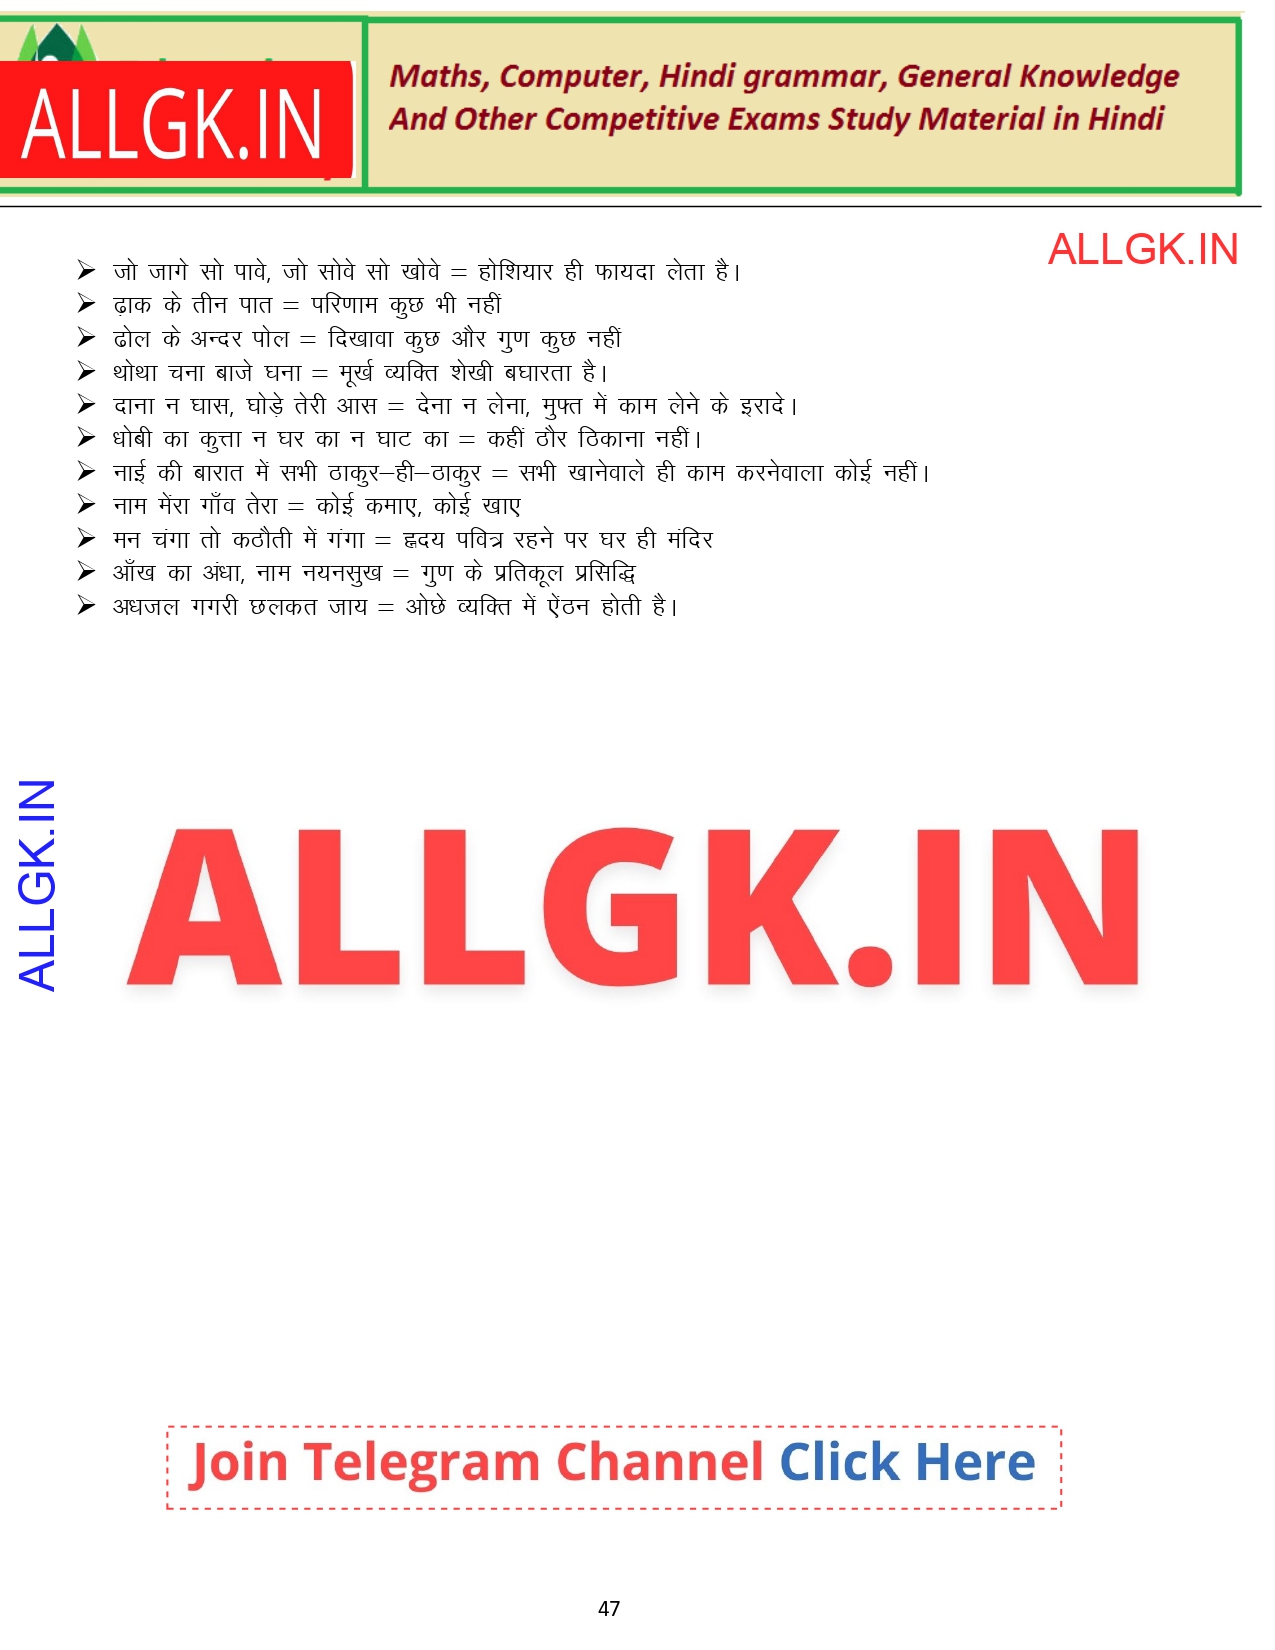 ALLGK.IN
Maths, Computer, Hindi grammar, General Knowledge
And Other Competitive Exams Study Material in Hindi
ALLGK.IN
➢ जो जागे सो पावे, जो सोवे सो खोवे = होशियार ही फायदा लेता है।
➢ ढ़ाक के तीन पात = परिणाम कुछ भी नहीं
➢ ढोल के अन्दर पोल = दिखावा कुछ और गुण कुछ नहीं
➢ थोथा चना बाजे घना = मूर्ख व्यक्ति शेखी बघारता है।
➢ दाना न घास, घोड़े तेरी आस = देना न लेना, मुफ्त में काम लेने के इरादे।
➢ धोबी का कुत्ता न घर का न घाट का = कहीं ठौर ठिकाना नहीं।
➢ नाई की बारात में सभी ठाकुर–ही–ठाकुर = सभी खानेवाले ही काम करनेवाला कोई नहीं।
➢ नाम मेंरा गाँव तेरा = कोई कमाए, कोई खाए
➢ मन चंगा तो कठौती में गंगा = हृदय पवित्र रहने पर घर ही मंदिर
➢ आँख का अंधा, नाम नयनसुख = गुण के प्रतिकूल प्रसिद्धि
➢ अधजल गगरी छलकत जाय = ओछे व्यक्ति में ऐंठन होती है।
ALLGK.IN
ALLGK.IN
Join Telegram Channel Click Here
47